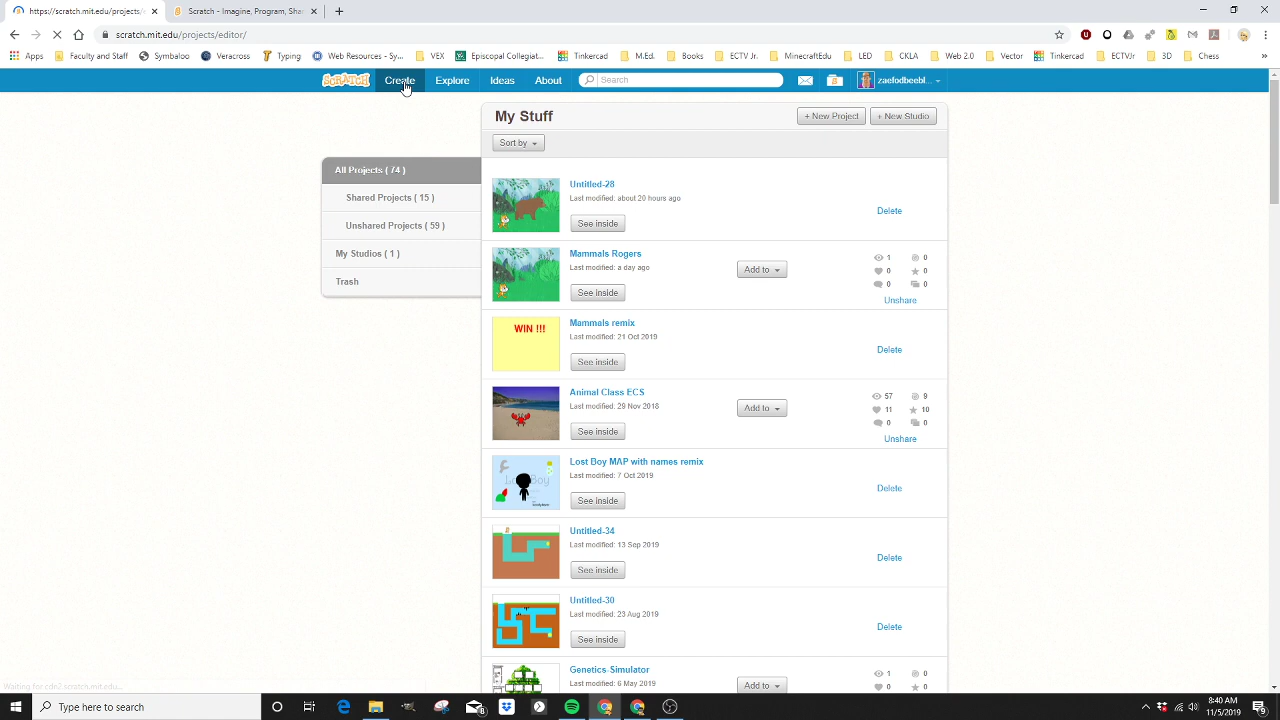 https://scratch.mit.edu/projects/e
Scratch - Imagine, Program, Sha
scratch.mit.edu/projects/editor/
Apps
Faculty and Staff
Symbaloo
Veracross
Typing
Web Resources - Sy...
VEX
Episcopal Collegiat...
Tinkercad
M.Ed.
Books
ECTV Jr.
MinecraftEdu
LED
CKLA
Web 2.0
Vector
Tinkercad
ECTVJr
3D
Chess
SCRATCH
Create
Explore
Ideas
About
Search
zaefodbeebl...
My Stuff
+ New Project
+ New Studio
Sort by
All Projects ( 74 )
Shared Projects ( 15 )
Unshared Projects ( 59 )
My Studios ( 1 )
Trash
Untitled-28
Last modified: about 20 hours ago
See inside
Delete
Mammals Rogers
Last modified: a day ago
See inside
Add to
1 0
0 0
0 0
Unshare
WIN !!!
Mammals remix
Last modified: 21 Oct 2019
See inside
Delete
Animal Class ECS
Last modified: 29 Nov 2018
See inside
Add to
57 9
11 10
0 0
Unshare
Lost Boy MAP with names remix
Last modified: 7 Oct 2019
See inside
Delete
Untitled-34
Last modified: 13 Sep 2019
See inside
Delete
Untitled-30
Last modified: 23 Aug 2019
See inside
Delete
Genetics-Simulator
Last modified: 6 May 2019
Add to
1 0
0 0
Waiting for cdn2.scratch.mit.edu...
Type here to search
8:40 AM
11/5/2019